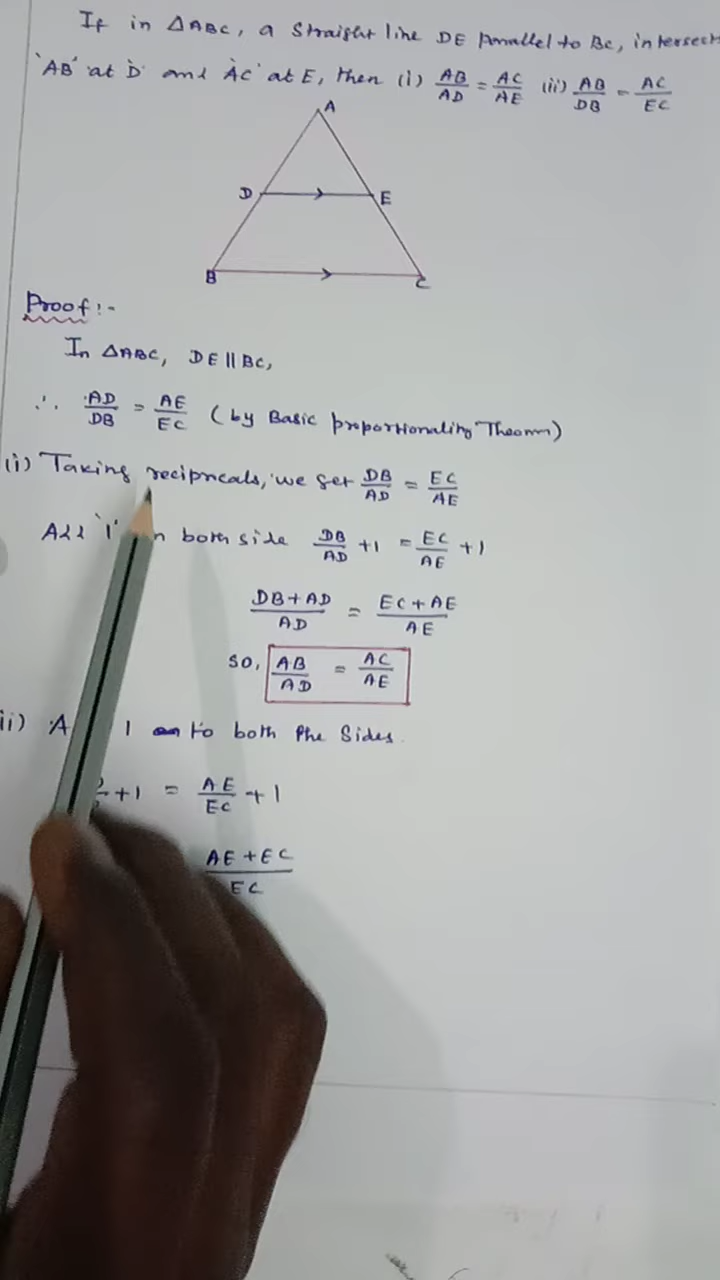 If in ΔABC, a straight line DE parallel to BC, intersects
'AB' at D and 'AC' at E, then (i) AB/AD = AC/AE (ii) AB/DB = AC/EC
A
D E
B C
Proof:-
In ΔABC, DE || BC,
∴ AD/DB = AE/EC (by Basic proportionality Theorem)
(i) Taking reciprcals, we get DB/AD = EC/AE
Add '1' both side DB/AD + 1 = EC/AE + 1
DB + AD/AD = EC + AE/AE
So, AB/AD = AC/AE
ii) 1 to both the sides.
+1 = AE/EC + 1
AE + EC/EC